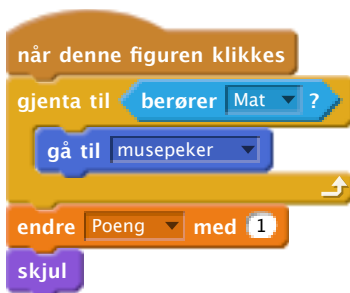 når denne figuren klikkes
gjenta til berører Mat ?
gå til musepeker
endre Poeng med 1
skjul